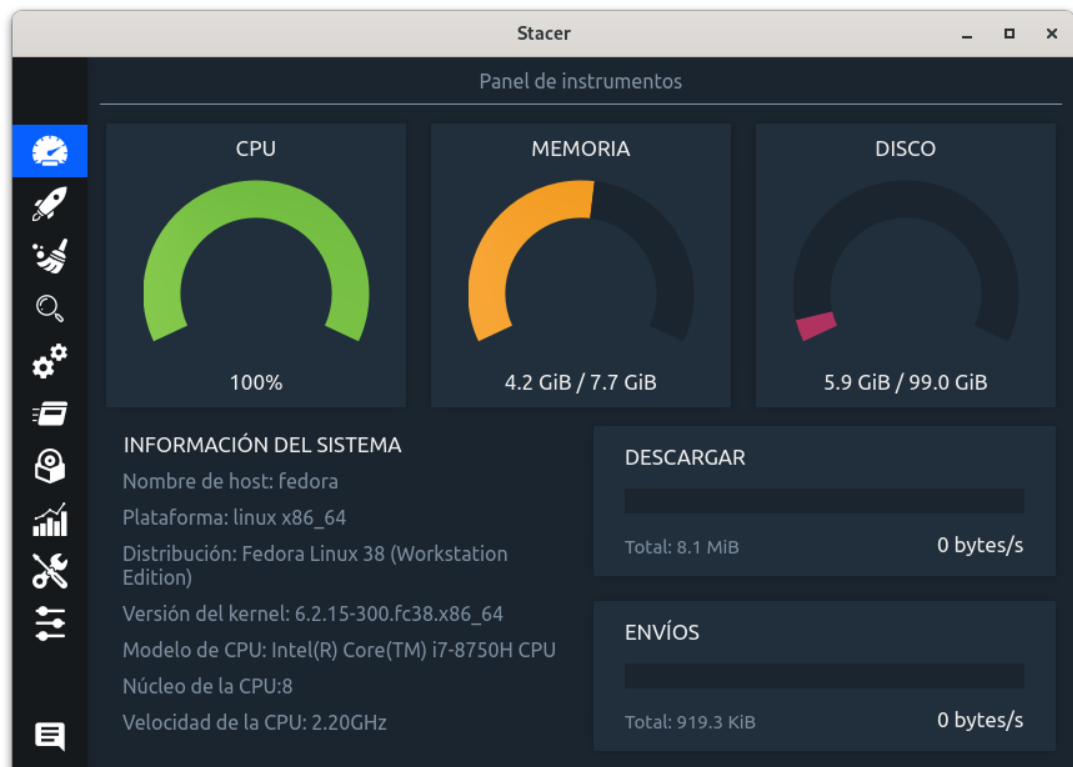 Stacer
Panel de instrumentos
CPU
MEMORIA
DISCO
100%
4.2 GiB / 7.7 GiB
5.9 GiB / 99.0 GiB
INFORMACIÓN DEL SISTEMA
Nombre de host: fedora
Plataforma: linux x86_64
Distribución: Fedora Linux 38 (Workstation
Edition)
Versión del kernel: 6.2.15-300.fc38.x86_64
Modelo de CPU: Intel(R) Core(TM) i7-8750H CPU
Núcleo de la CPU:8
Velocidad de la CPU: 2.20GHz
DESCARGAR
Total: 8.1 MiB
0 bytes/s
ENVÍOS
Total: 919.3 KiB
0 bytes/s